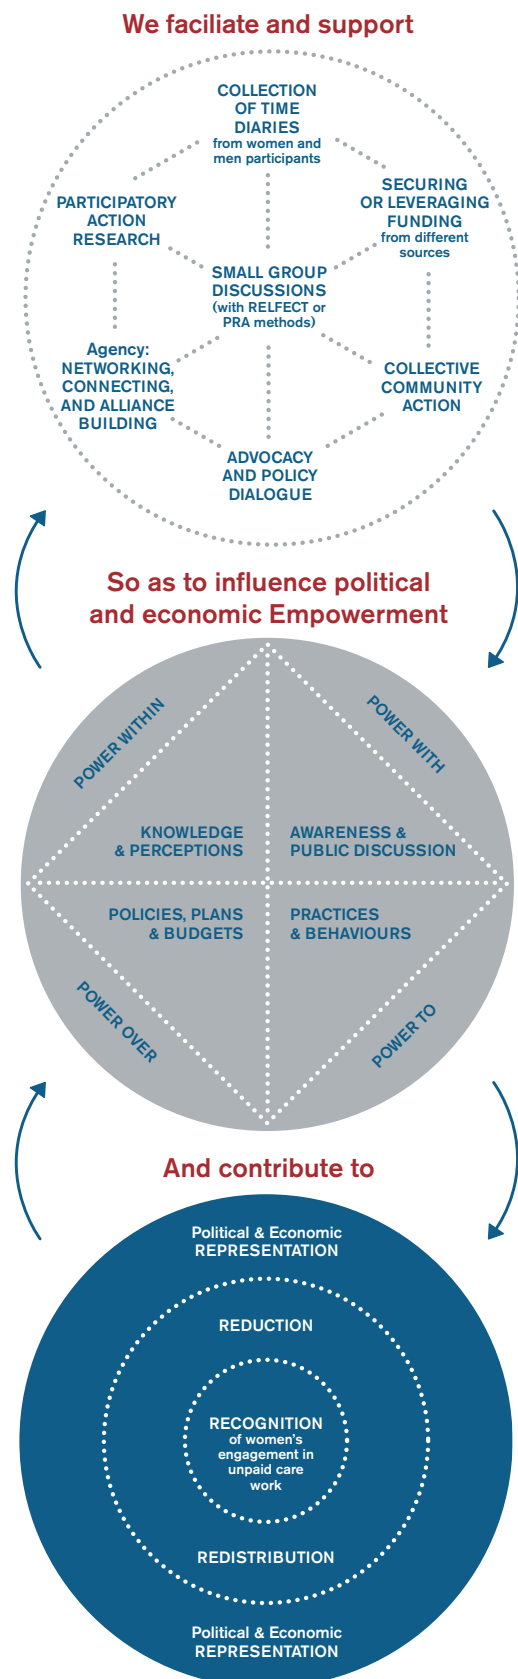 We faciliate and support
COLLECTION
OF TIME
DIARIES
from women and
men participants
PARTICIPATORY
ACTION
RESEARCH
SECURING
OR LEVERAGING
FUNDING
from different
sources
SMALL GROUP
DISCUSSIONS
(with RELFECT or
PRA methods)
Agency:
NETWORKING,
CONNECTING,
AND ALLIANCE
BUILDING
COLLECTIVE
COMMUNITY
ACTION
ADVOCACY
AND POLICY
DIALOGUE
So as to influence political
and economic Empowerment
POWER WITHIN
POWER WITH
KNOWLEDGE
& PERCEPTIONS
AWARENESS &
PUBLIC DISCUSSION
POLICIES, PLANS
& BUDGETS
PRACTICES
& BEHAVIOURS
POWER OVER
POWER TO
And contribute to
Political & Economic
REPRESENTATION
REDUCTION
RECOGNITION
of women's
engagement in
unpaid care
work
REDISTRIBUTION
Political & Economic
REPRESENTATION